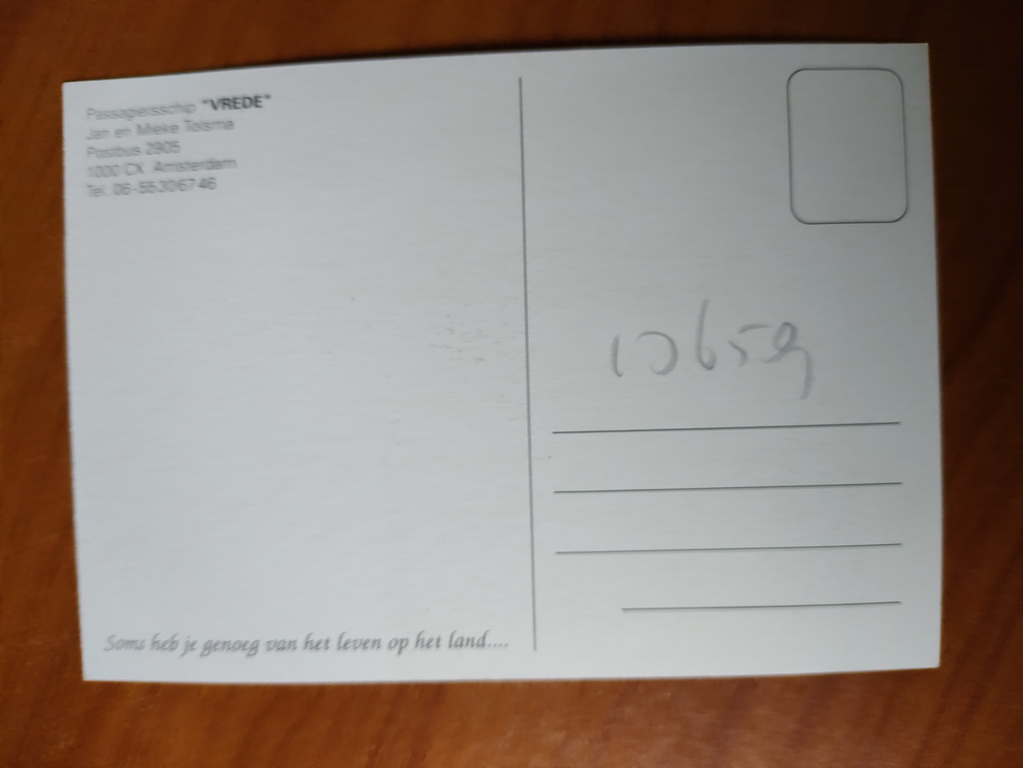 Passagiersschip "VREDE"
Jan en Mieke Tolsma
Postbus 2905
1000 CX Amsterdam
Tel. 06-55306746
10659
Soms heb je genoeg van het leven op het land....